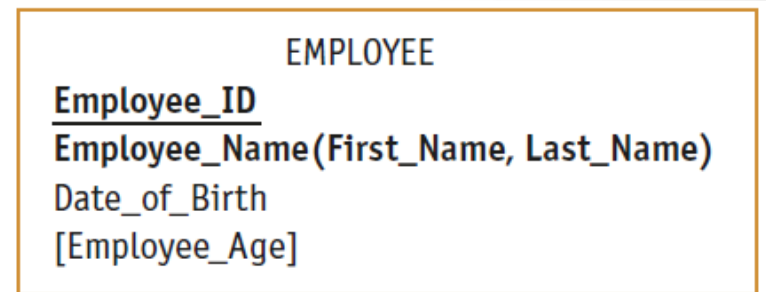 EMPLOYEE
Employee_ID
Employee_Name(First_Name, Last_Name)
Date_of_Birth
[Employee_Age]